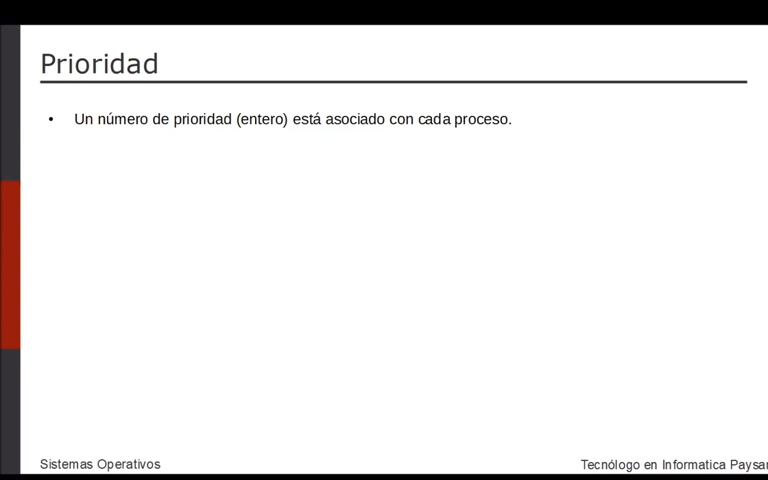 Prioridad
• Un número de prioridad (entero) está asociado con cada proceso.
Sistemas Operativos
Tecnólogo en Informatica